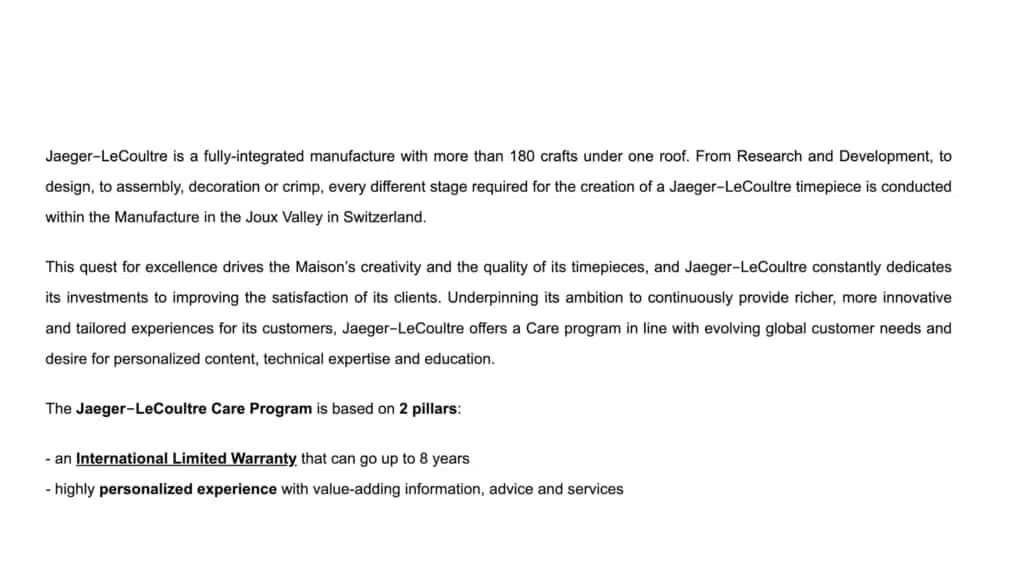 Jaeger–LeCoultre is a fully-integrated manufacture with more than 180 crafts under one roof. From Research and Development, to
design, to assembly, decoration or crimp, every different stage required for the creation of a Jaeger–LeCoultre timepiece is conducted
within the Manufacture in the Joux Valley in Switzerland.
This quest for excellence drives the Maison's creativity and the quality of its timepieces, and Jaeger–LeCoultre constantly dedicates
its investments to improving the satisfaction of its clients. Underpinning its ambition to continuously provide richer, more innovative
and tailored experiences for its customers, Jaeger–LeCoultre offers a Care program in line with evolving global customer needs and
desire for personalized content, technical expertise and education.
The Jaeger–LeCoultre Care Program is based on 2 pillars:
- an International Limited Warranty that can go up to 8 years
- highly personalized experience with value-adding information, advice and services